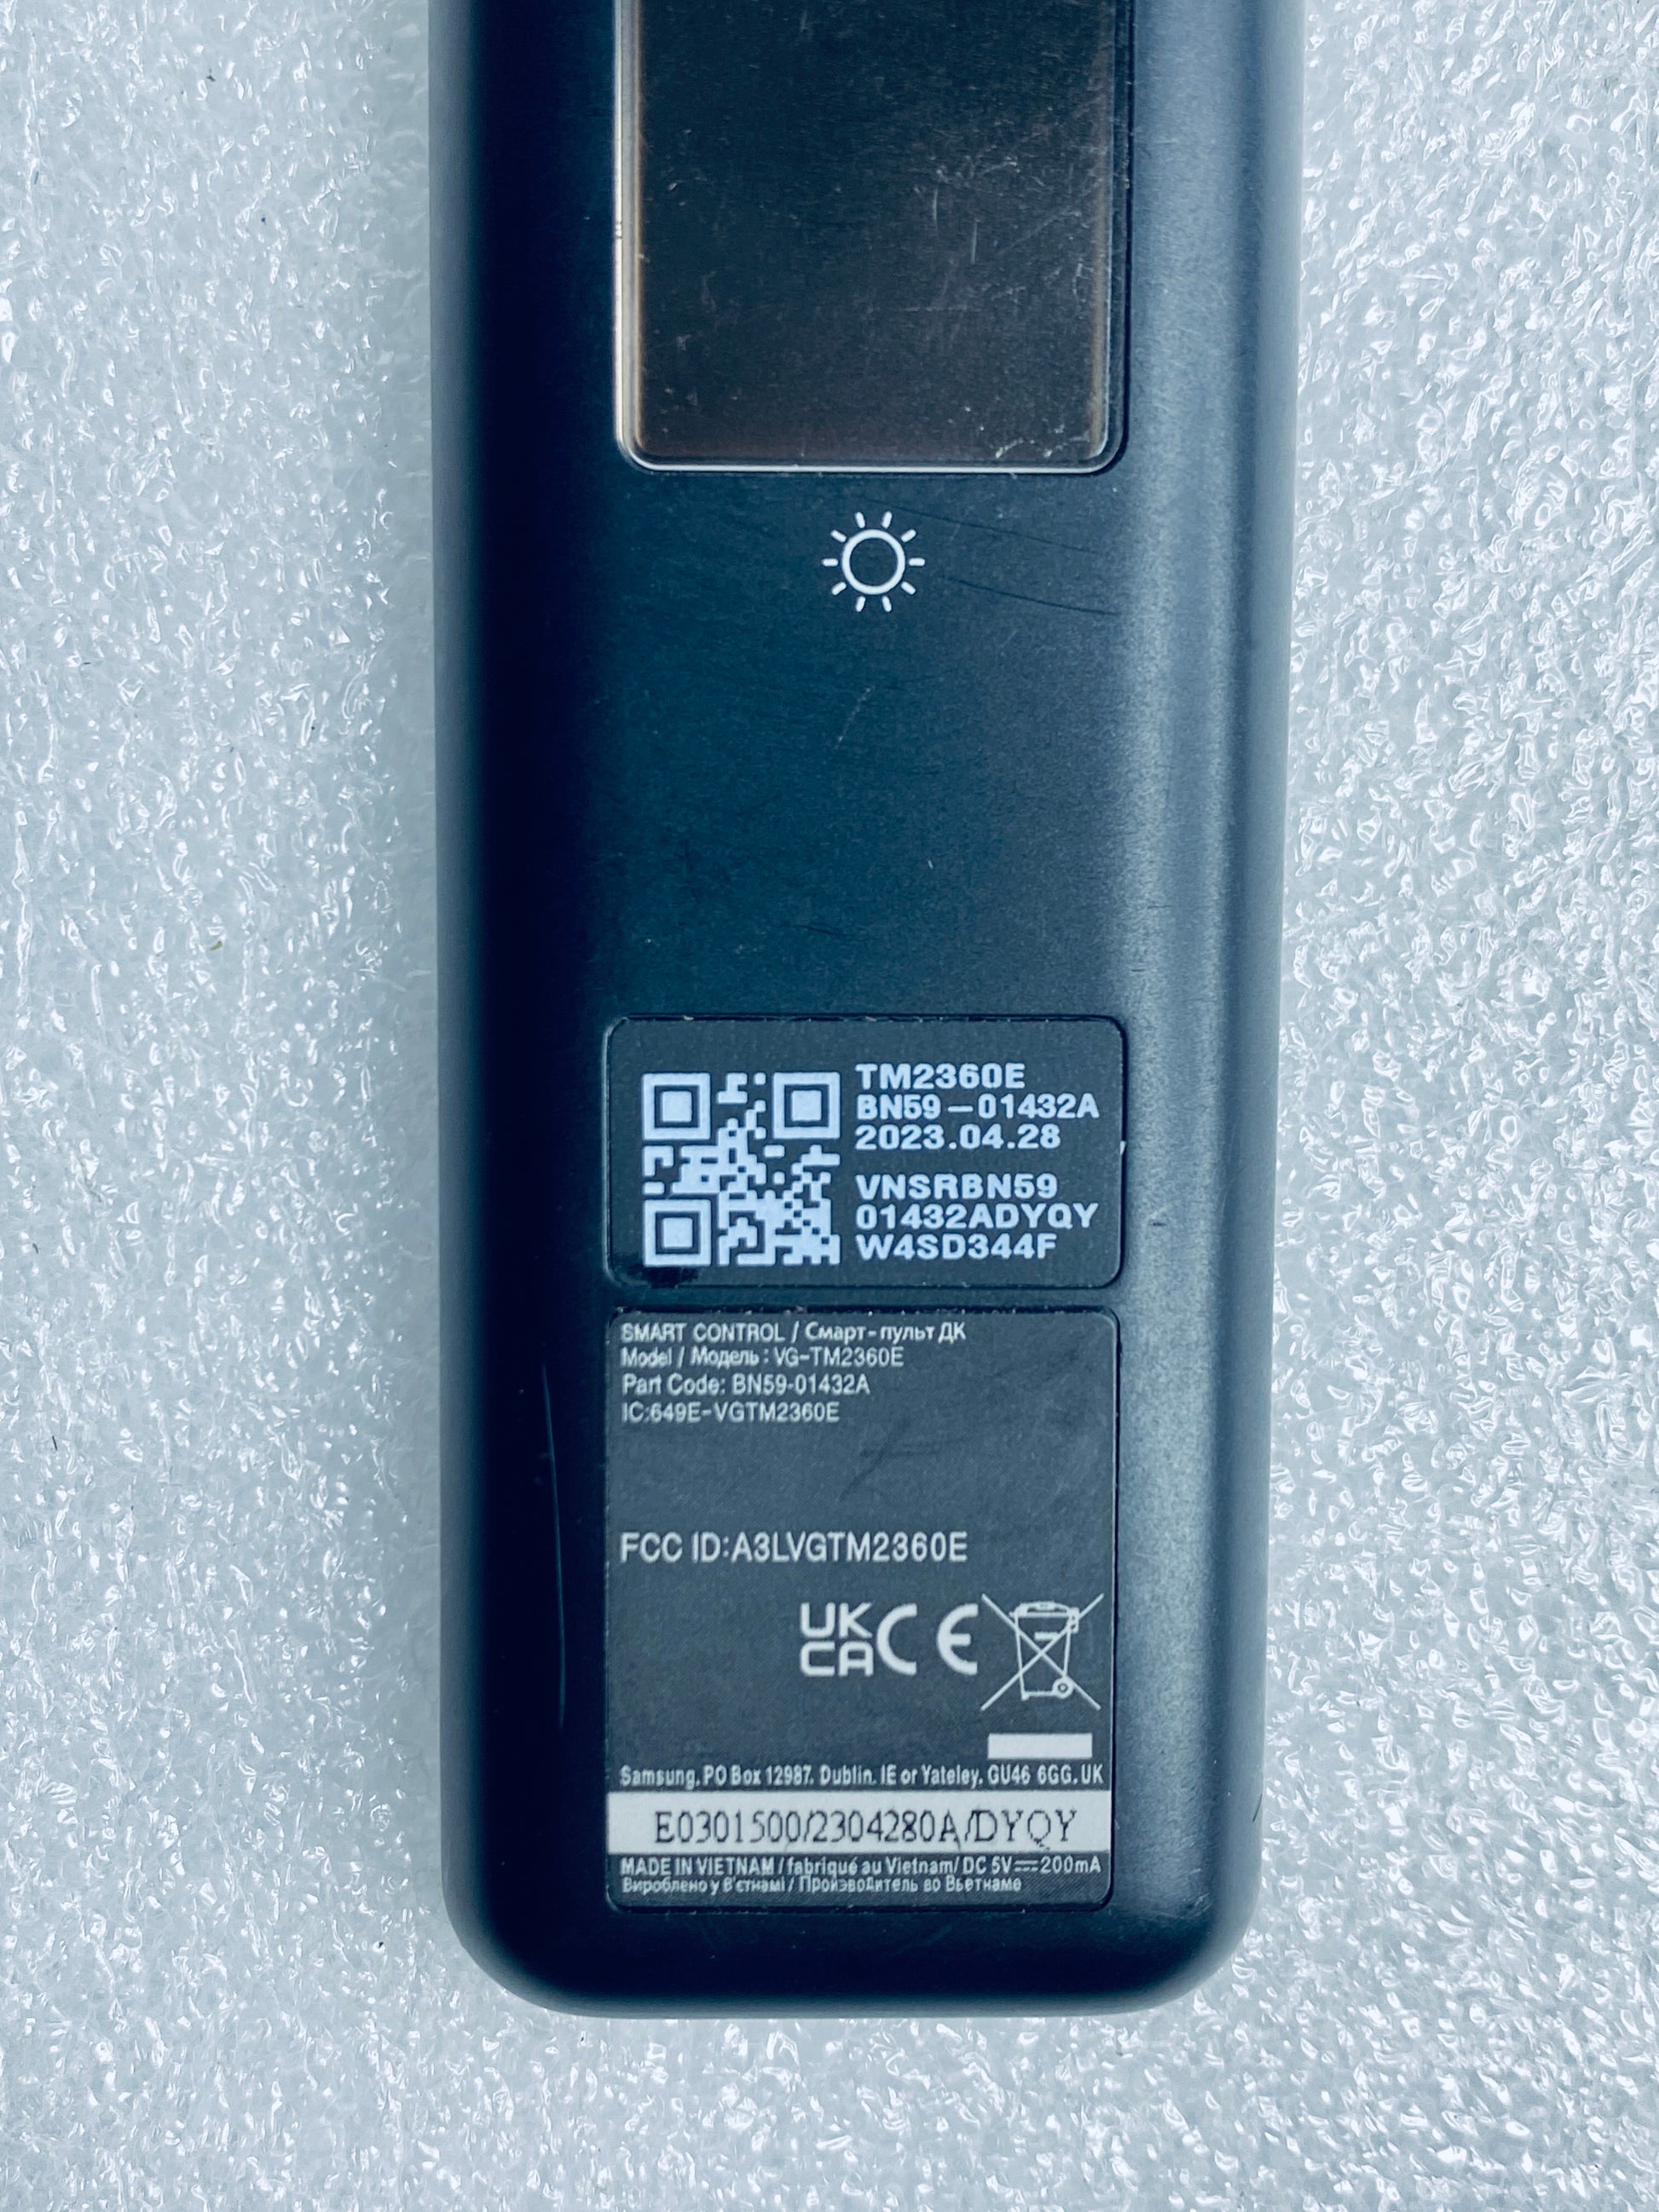 TM2360E
BN59-01432A
2023.04.28
VNSRBN59
01432ADYQY
W4SD344F
SMART CONTROL / Смарт-пульт ДК
Model / Модель : VG-TM2360E
Part Code: BN59-01432A
IC:649E-VGTM2360E
FCC ID:A3LVGTM2360E
UK
CA CE
Samsung, PO Box 12987, Dublin. IE or Yateley, GU46 6GG, UK
E0301500/2304280A/DYQY
MADE IN VIETNAM / fabriqué au Vietnam/ DC 5V⎓200mA
Вироблено у В'єтнамі / Производитель во Вьетнаме